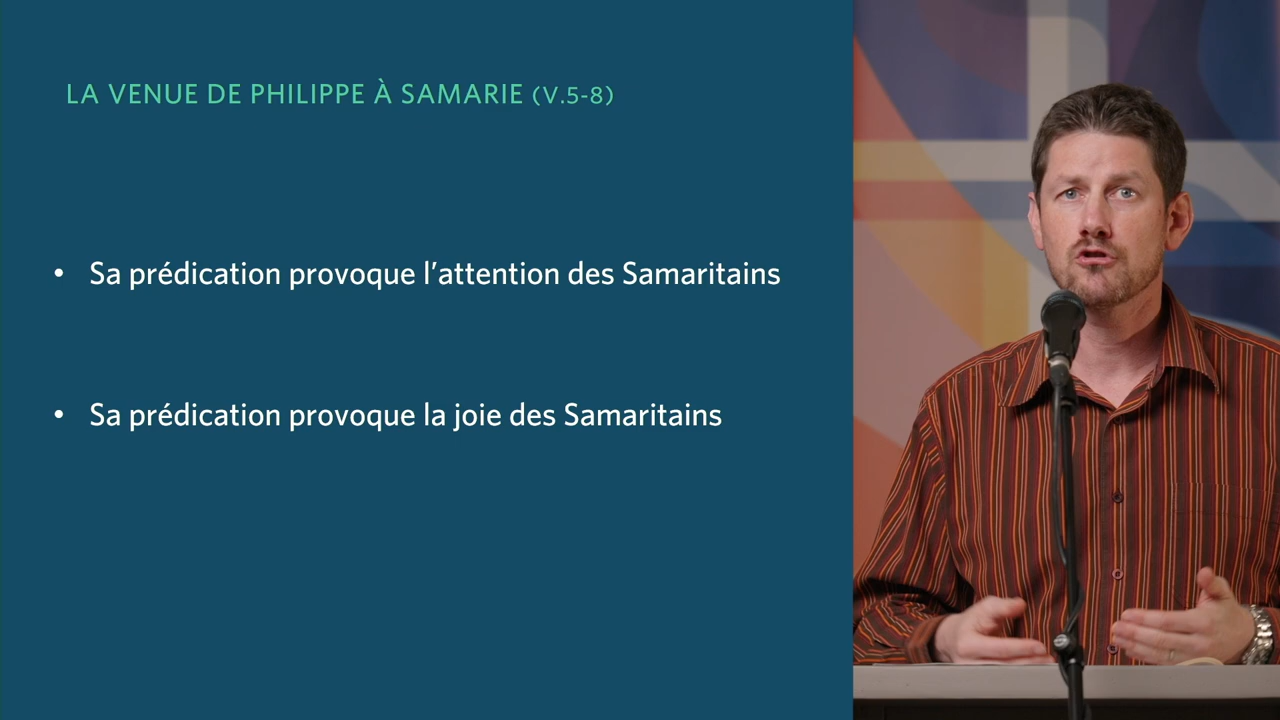 LA VENUE DE PHILIPPE À SAMARIE (V.5-8)
• Sa prédication provoque l’attention des Samaritains
• Sa prédication provoque la joie des Samaritains